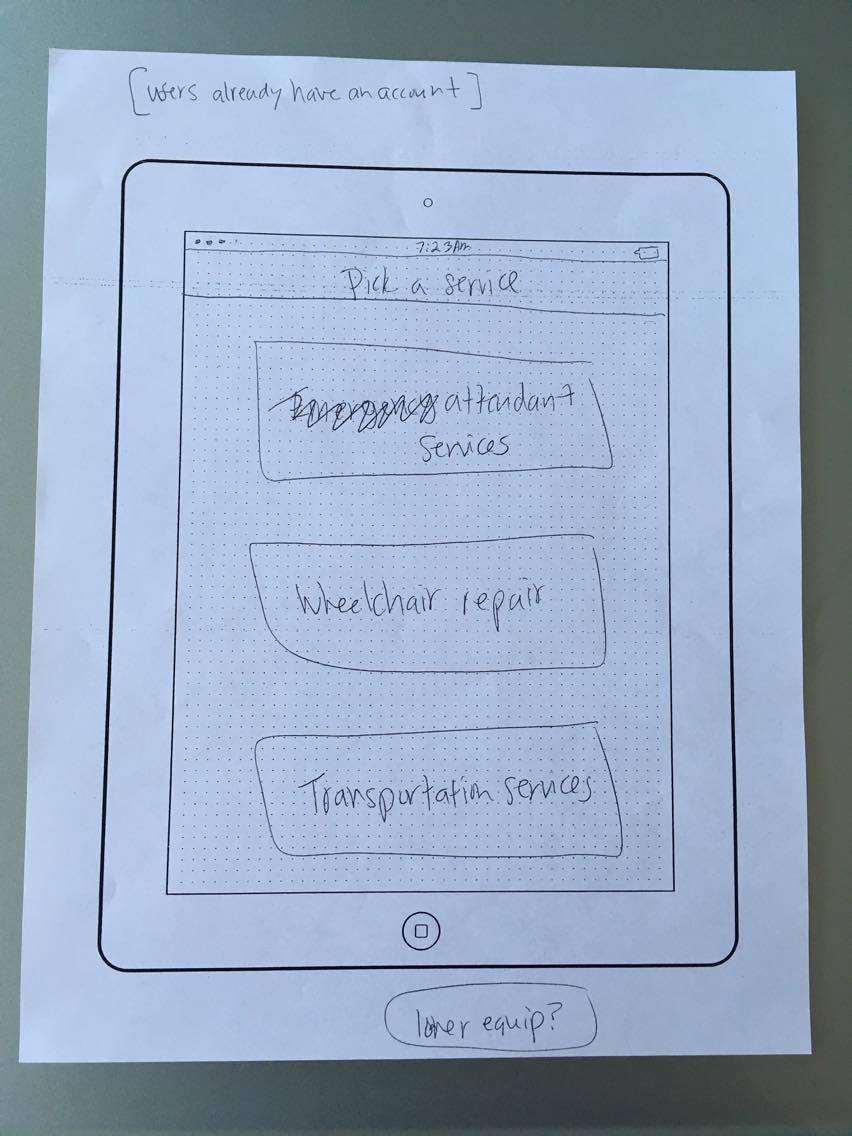 [users already have an account]
7:23AM
Pick a service
Emergency attendant
services
Wheelchair repair
Transportation services
loner equip?